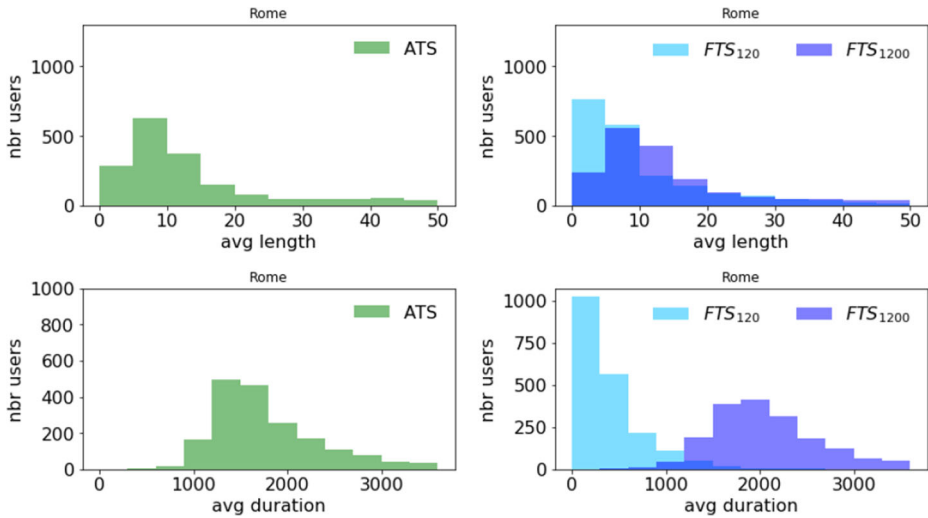 Rome
ATS
nbr users
1000
500
0
0 10 20 30 40 50
avg length
Rome
FTS120 FTS1200
nbr users
1000
500
0
0 10 20 30 40 50
avg length
Rome
ATS
nbr users
1000
800
600
400
200
0
0 1000 2000 3000
avg duration
Rome
FTS120 FTS1200
nbr users
1000
750
500
250
0
0 1000 2000 3000
avg duration